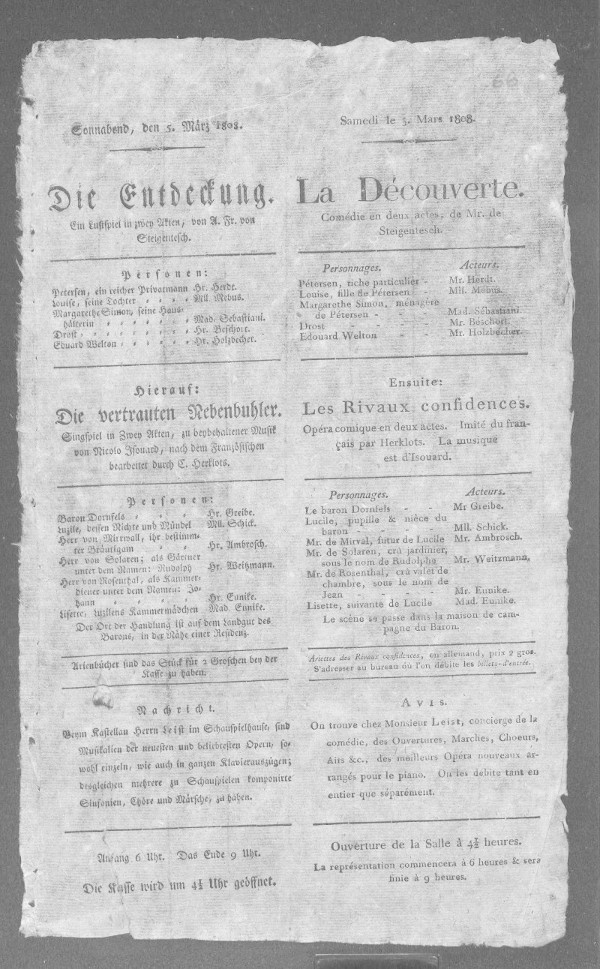 Sonnabend, den 5. März 1808.
Die Entdeckung.
Ein Lustspiel in zwey Akten, von A. Fr. von
Steigentesch.
Personen:
Petersen, ein reicher Privatmann Hr. Herdt.
Louise, seine Tochter Mll. Mebus.
Margarethe Simon, seine Haus-
hälterin Mad. Sebastiani.
Drost Hr. Beschort.
Eduard Welton Hr. Holzbecher.
Hierauf:
Die vertrauten Nebenbuhler.
Singspiel in Zwey Akten, zu beybehaltener Musik
von Nicolo Isouard, nach dem Französischen
bearbeitet durch C. Herklots.
Personen:
Baron Dornfels Hr. Greibe.
Luzile, dessen Nichte und Mündel Mll. Schick.
Herr von Mirwall, ihr bestimm-
ter Bräutigam Hr. Ambrosch.
Herr von Solaren; als Gärtner
unter dem Namen: Rudolph Hr. Weitzmann.
Herr von Rosenthal, als Kammer-
diener unter dem Namen: Jo-
hann Hr. Eunike.
Lisette, Luzilens Kammermädchen Mad. Eunike.
Der Ort der Handlung ist auf dem Landgut des
Barons, in der Nähe einer Residenz.
Arienbücher sind das Stück für 2 Groschen bey der
Kasse zu haben.
Nachricht.
Beym Kastellan Herrn Leist im Schauspielhause, sind
Musikalien der neuesten und beliebtesten Opern, so-
wohl einzeln, wie auch in ganzen Klavierauszügen;
desgleichen mehrere zu Schauspielen komponirte
Sinfonien, Chöre und Märsche, zu haben.
Anfang 6 Uhr. Das Ende 9 Uhr.
Die Kasse wird um 4½ Uhr geöffnet.
Samedi le 5. Mars 1808.
La Découverte.
Comédie en deux actes, de Mr. de
Steigentesch.
Personnages. Acteurs.
Pétersen, riche particulier - Mr. Herdt.
Louise, fille de Pétersen - Mll. Mebus.
Margarethe Simon, ménagère
de Pétersen - - - Mad. Sébastiani.
Drost - - - - Mr. Beschort.
Edouard Welton - - - Mr. Holzbecher.
Ensuite:
Les Rivaux confidences.
Opéra comique en deux actes. Imité du fran-
çais par Herklots. La musique
est d'Isouard.
Personnages. Acteurs.
Le baron Dornfels - - - Mr Greibe.
Lucile, pupille & nièce du
baron - - - - Mll. Schick.
Mr. de Mirval, futur de Lucile Mr. Ambrosch.
Mr. de Solaren, crû jardinier,
sous le nom de Rudolphe Mr. Weitzmann,
Mr. de Rosenthal, crû valet de
chambre, sous le nom de
Jean - - - - Mr. Eunike.
Lisette, suivante de Lucile Mad. Eunike.
Le scène se passe dans la maison de cam-
pagne du Baron.
Ariettes des Rivaux confidences, en allemand, prix 2 gros.
S'adresser au bureau où l'on débite les billets-d'entrée.
Avis.
On trouve chez Monsieur Leist, concierge de la
comédie, des Ouvertures, Marches, Choeurs,
Airs &c., des meilleurs Opéra nouveaux ar-
rangés pour le piano. On les débite tant en
entier que séparément.
Ouverture de la Salle à 4½ heures.
La représentation commencera à 6 heures & sera
finie à 9 heures.